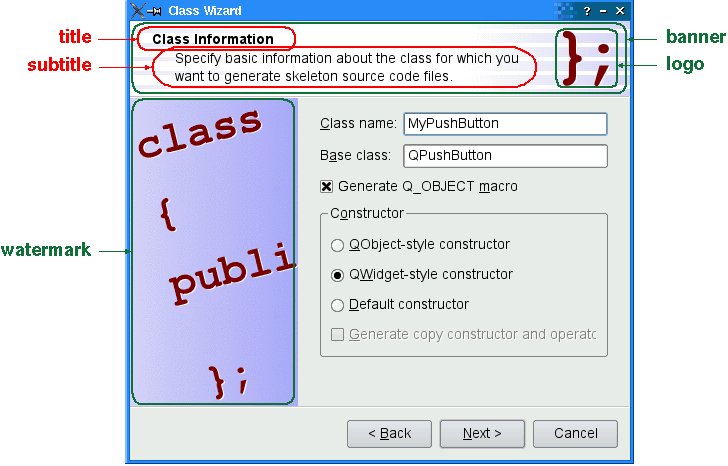 Class Wizard
title
Class Information
subtitle
Specify basic information about the class for which you
want to generate skeleton source code files.
};
banner
logo
watermark
class
{
publi
};
Class name: MyPushButton
Base class: QPushButton
Generate Q_OBJECT macro
Constructor
QObject-style constructor
QWidget-style constructor
Default constructor
Generate copy constructor and operato
< Back
Next >
Cancel